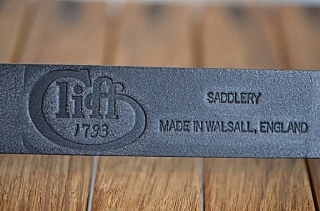 Cliff
1793
SADDLERY
MADE IN WALSALL, ENGLAND